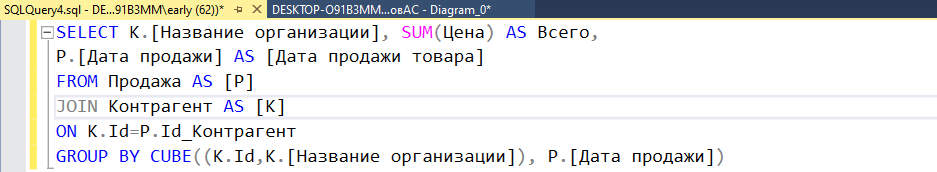 SQLQuery4.sql - DE...91B3MM\early (62))*
DESKTOP-O91B3MM...овАС - Diagram_0*
SELECT K.[Название организации], SUM(Цена) AS Всего,
P.[Дата продажи] AS [Дата продажи товара]
FROM Продажа AS [P]
JOIN Контрагент AS [K]
ON K.Id=P.Id_Контрагент
GROUP BY CUBE((K.Id,K.[Название организации]), P.[Дата продажи])